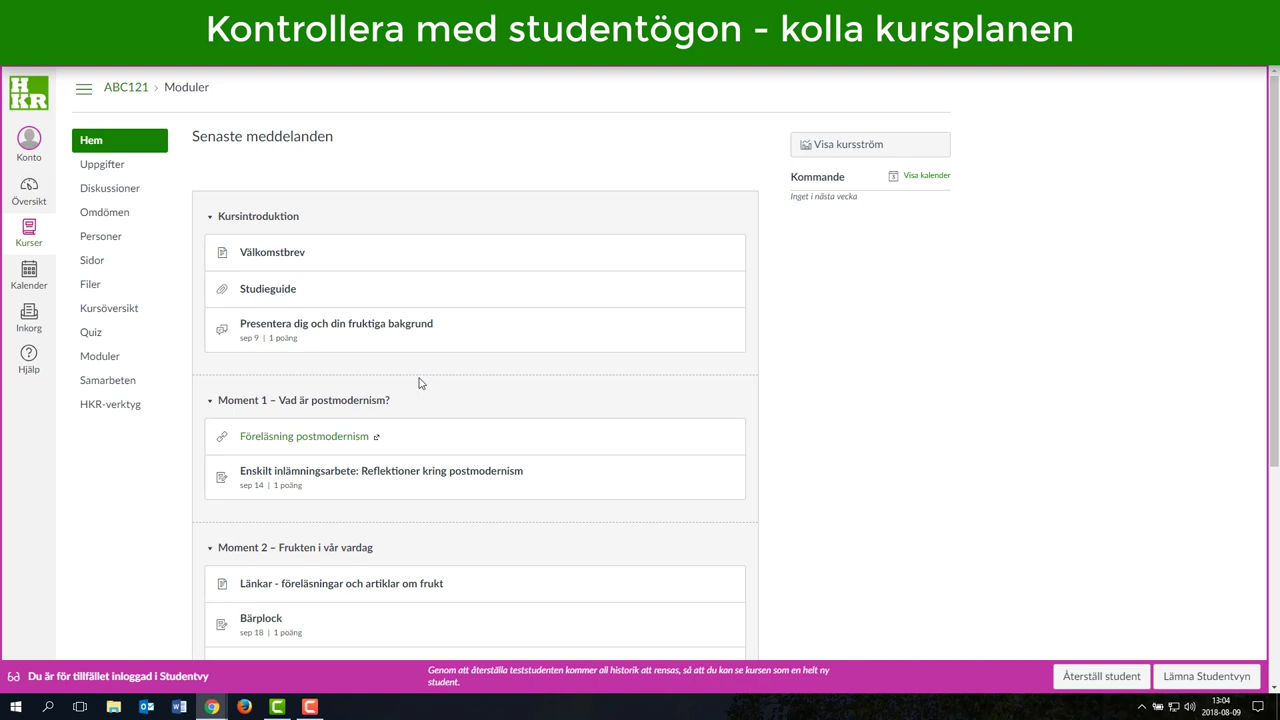 Kontrollera med studentögon - kolla kursplanen
HKR
ABC121 › Moduler
Konto
Översikt
Kurser
Kalender
Inkorg
Hjälp
Hem
Uppgifter
Diskussioner
Omdömen
Personer
Sidor
Filer
Kursöversikt
Quiz
Moduler
Samarbeten
HKR-verktyg
Senaste meddelanden
Kursintroduktion
Välkomstbrev
Studieguide
Presentera dig och din fruktiga bakgrund
sep 9 | 1 poäng
Moment 1 – Vad är postmodernism?
Föreläsning postmodernism
Enskilt inlämningsarbete: Reflektioner kring postmodernism
sep 14 | 1 poäng
Moment 2 – Frukten i vår vardag
Länkar - föreläsningar och artiklar om frukt
Bärplock
sep 18 | 1 poäng
Visa kursström
Kommande
Visa kalender
Inget i nästa vecka
Du är för tillfället inloggad i Studentvy
Genom att återställa teststudenten kommer all historik att rensas, så att du kan se kursen som en helt ny
student.
Återställ student
Lämna Studentvyn
13:04
2018-08-09